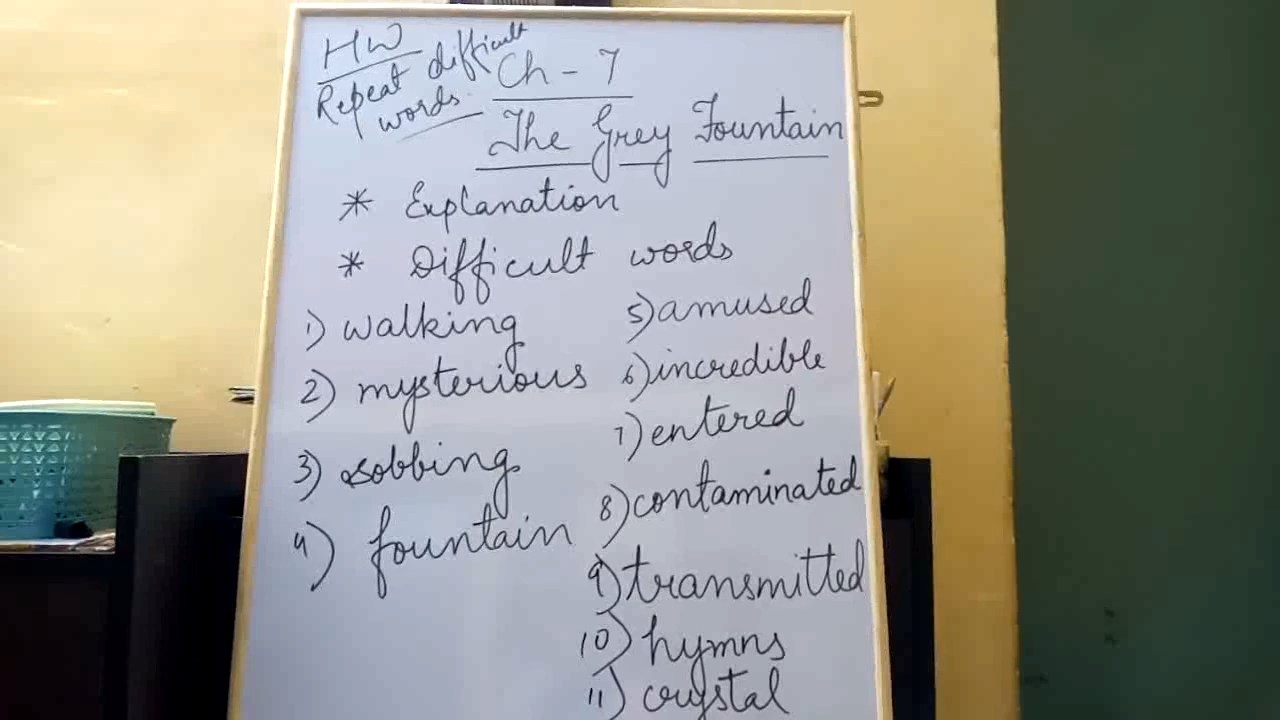 HW
Repeat difficult
words.
Ch - 7
The Grey Fountain
* Explanation
* Difficult words
1) walking
2) mysterious
3) sobbing
4) fountain
5) amused
6) incredible
7) entered
8) contaminated
9) transmitted
10) hymns
11) crystal